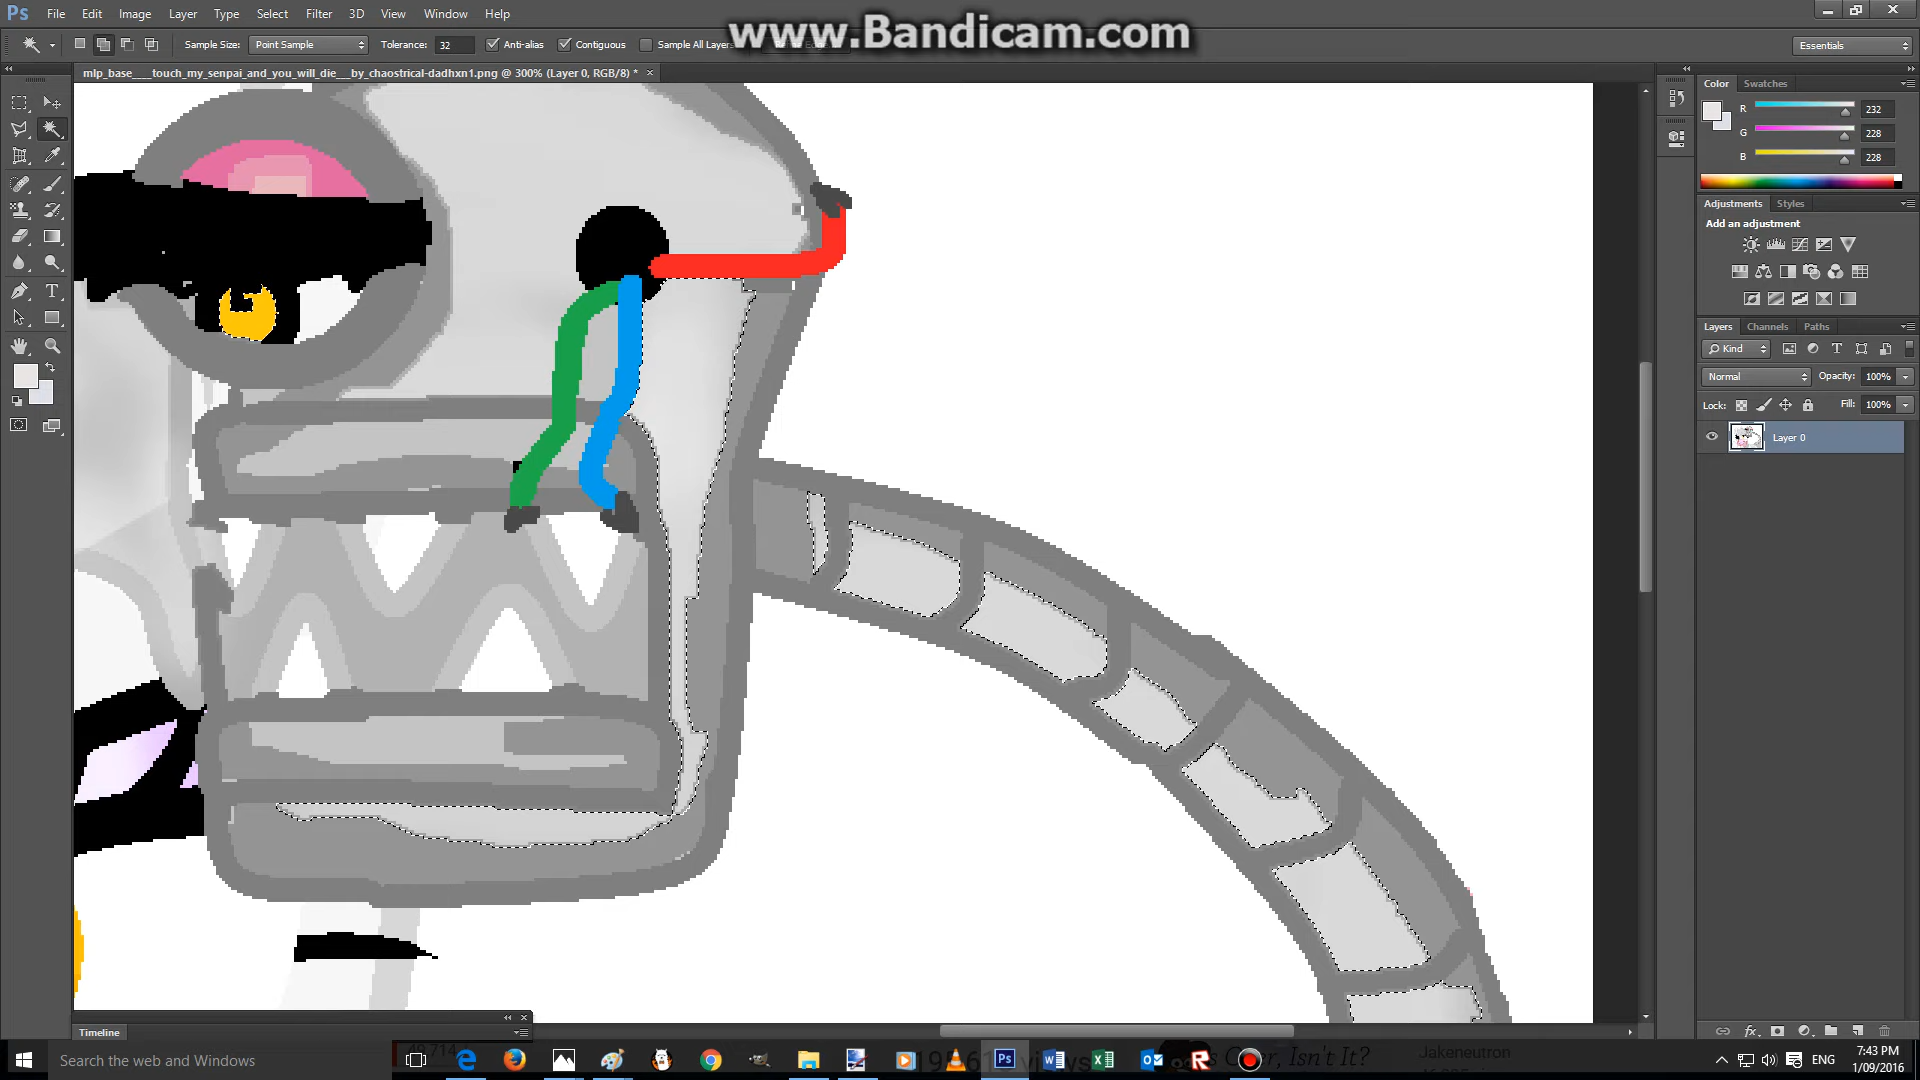 Ps File Edit Image Layer Type Select Filter 3D View Window Help
www.Bandicam.com
Sample Size: Point Sample Tolerance: 32 Anti-alias Contiguous Sample All Layers
Essentials
mlp_base___touch_my_senpai_and_you_will_die__by_chaostrical-dadhxn1.png @ 300% (Layer 0, RGB/8) *
Color Swatches
R 232
G 228
B 228
Adjustments Styles
Add an adjustment
Layers Channels Paths
Kind
Normal Opacity: 100%
Lock: Fill: 100%
Layer 0
Timeline
Search the web and Windows
ENG
7:43 PM
1/09/2016
Isn't It?
Jakeneutron